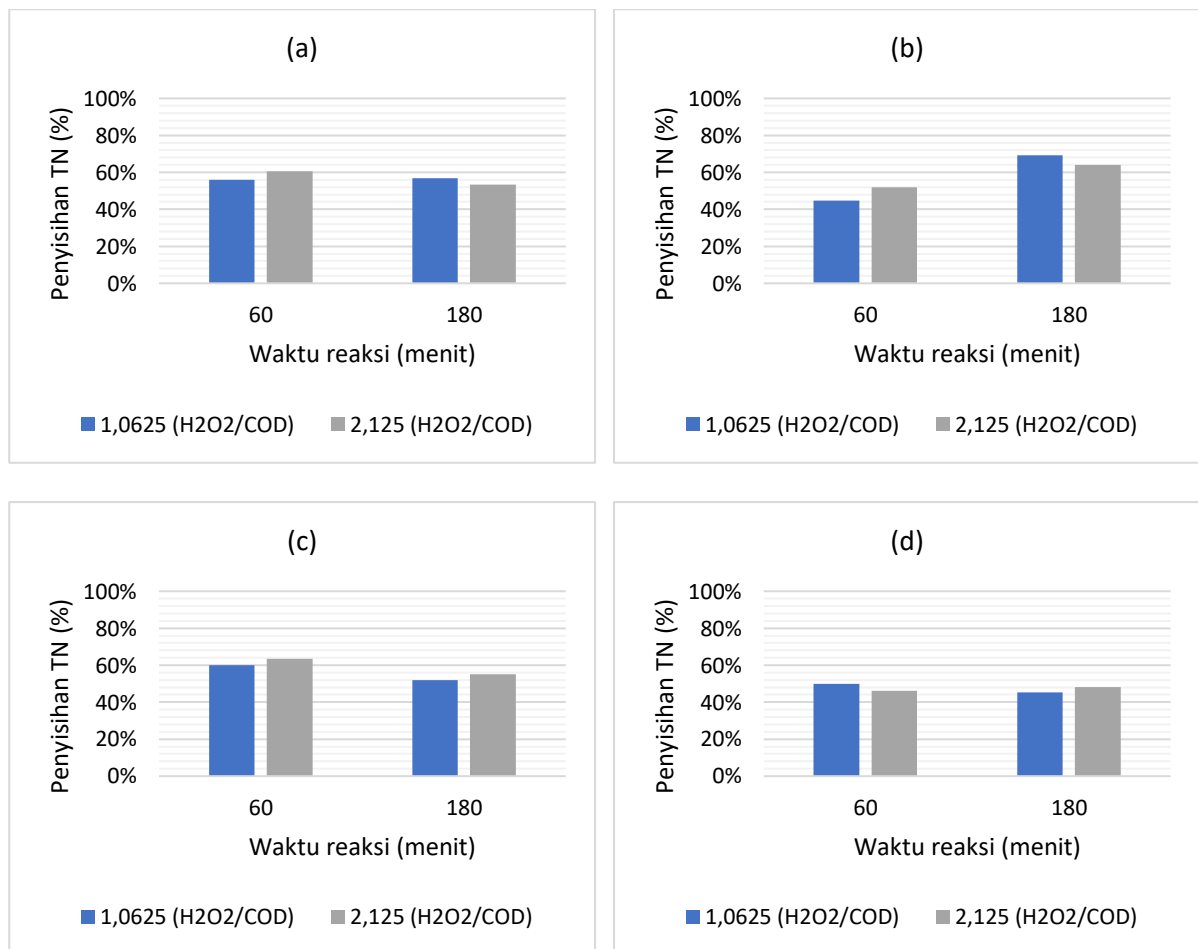 (a)
100%
80%
60%
40%
20%
0%
Penyisihan TN (%)
60
180
Waktu reaksi (menit)
1,0625 (H2O2/COD)
2,125 (H2O2/COD)
(b)
100%
80%
60%
40%
20%
0%
Penyisihan TN (%)
60
180
Waktu reaksi (menit)
1,0625 (H2O2/COD)
2,125 (H2O2/COD)
(c)
100%
80%
60%
40%
20%
0%
Penyisihan TN (%)
60
180
Waktu reaksi (menit)
1,0625 (H2O2/COD)
2,125 (H2O2/COD)
(d)
100%
80%
60%
40%
20%
0%
Penyisihan TN (%)
60
180
Waktu reaksi (menit)
1,0625 (H2O2/COD)
2,125 (H2O2/COD)